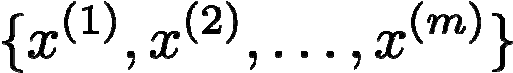 {x^(1), x^(2), ..., x^(m)}